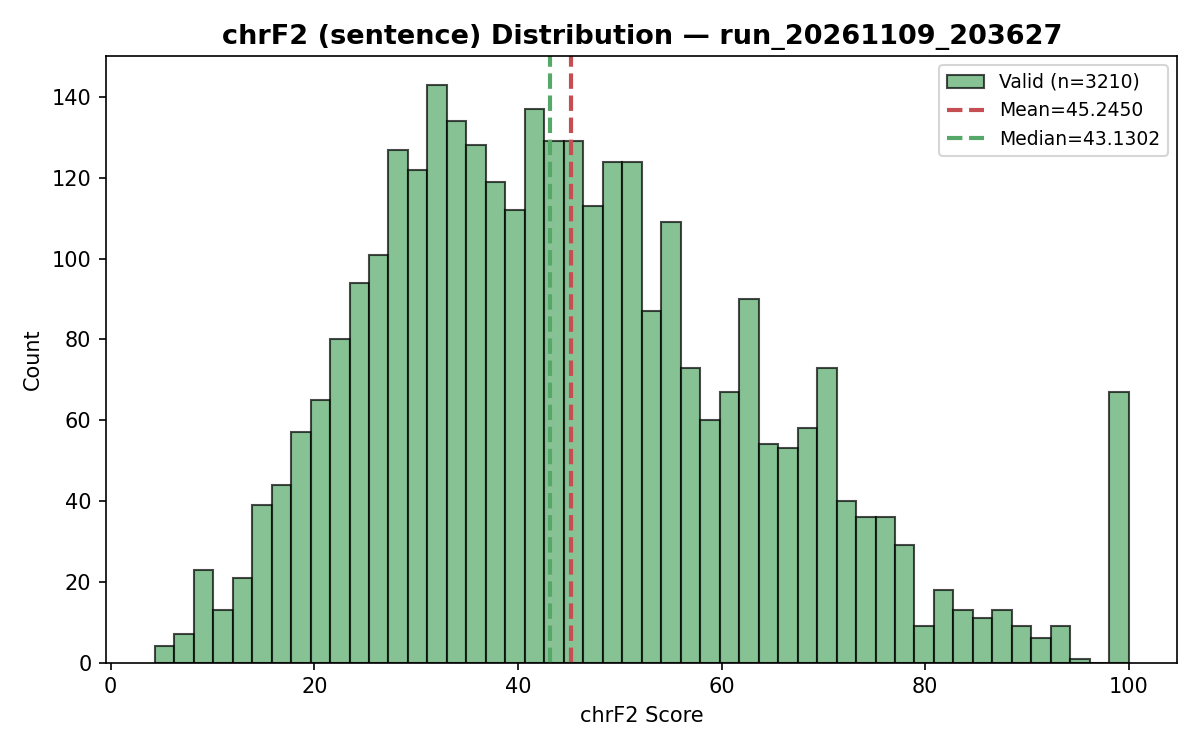 chrF2 (sentence) Distribution — run_20261109_203627
Valid (n=3210)
Mean=45.2450
Median=43.1302
Count
140
120
100
80
60
40
20
0
0 20 40 60 80 100
chrF2 Score